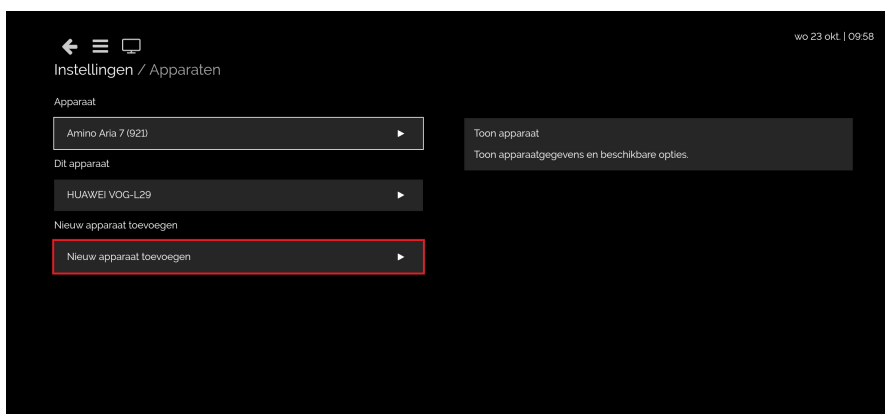 wo 23 okt. | 09:58
Instellingen / Apparaten
Apparaat
Amino Aria 7 (921)
Toon apparaat
Toon apparaatgegevens en beschikbare opties.
Dit apparaat
HUAWEI VOG-L29
Nieuw apparaat toevoegen
Nieuw apparaat toevoegen